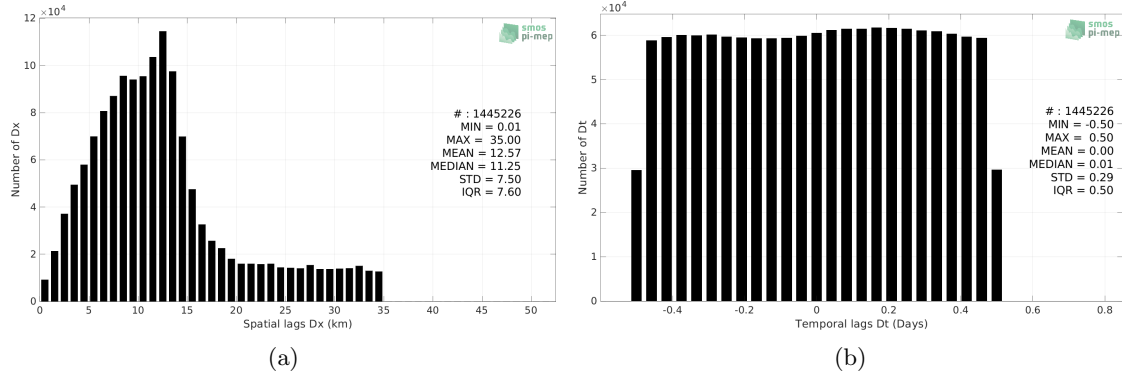 ×10⁴
12
10
8
6
4
2
0
Number of Dx
smos
pi-mep
# : 1445226
MIN = 0.01
MAX = 35.00
MEAN = 12.57
MEDIAN = 11.25
STD = 7.50
IQR = 7.60
0 5 10 15 20 25 30 35 40 45 50
Spatial lags Dx (km)
(a)
×10⁴
6
5
4
3
2
1
0
Number of Dt
smos
pi-mep
# : 1445226
MIN = -0.50
MAX = 0.50
MEAN = 0.00
MEDIAN = 0.01
STD = 0.29
IQR = 0.50
-0.4 -0.2 0 0.2 0.4 0.6 0.8
Temporal lags Dt (Days)
(b)